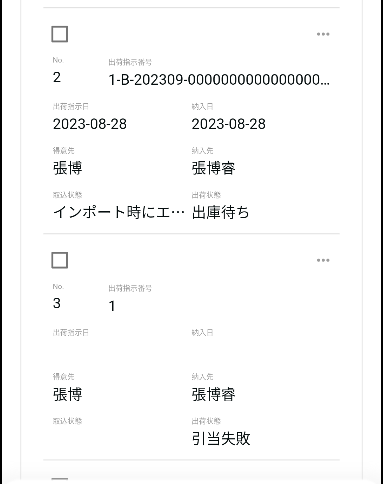 No
2
出荷指示番号
1-B-202309-0000000000000000...
出荷指示日
2023-08-28
納入日
2023-08-28
得意先
張博
納入先
張博睿
取込状態
インポート時にエ…
出荷状態
出庫待ち
No
3
出荷指示番号
1
出荷指示日
納入日
得意先
張博
納入先
張博睿
取込状態
出荷状態
引当失敗